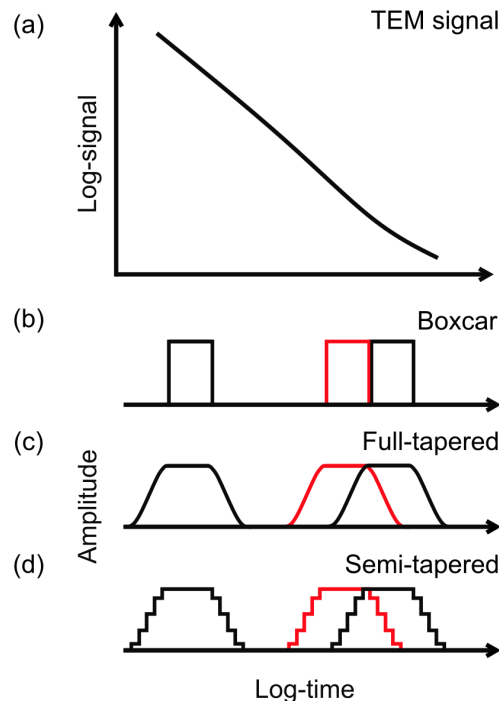 (a)
TEM signal
Log-signal
(b)
Boxcar
(c)
Full-tapered
Amplitude
(d)
Semi-tapered
Log-time